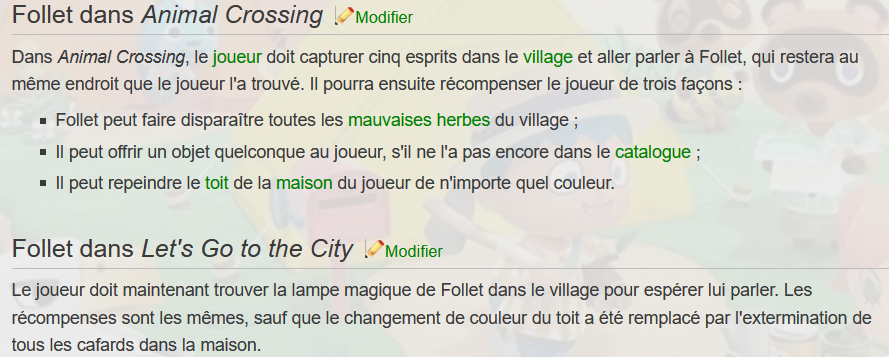 Follet dans Animal Crossing Modifier
Dans Animal Crossing, le joueur doit capturer cinq esprits dans le village et aller parler à Follet, qui restera au
même endroit que le joueur l'a trouvé. Il pourra ensuite récompenser le joueur de trois façons :
Follet peut faire disparaître toutes les mauvaises herbes du village ;
Il peut offrir un objet quelconque au joueur, s'il ne l'a pas encore dans le catalogue ;
Il peut repeindre le toit de la maison du joueur de n'importe quel couleur.
Follet dans Let's Go to the City Modifier
Le joueur doit maintenant trouver la lampe magique de Follet dans le village pour espérer lui parler. Les
récompenses sont les mêmes, sauf que le changement de couleur du toit a été remplacé par l'extermination de
tous les cafards dans la maison.